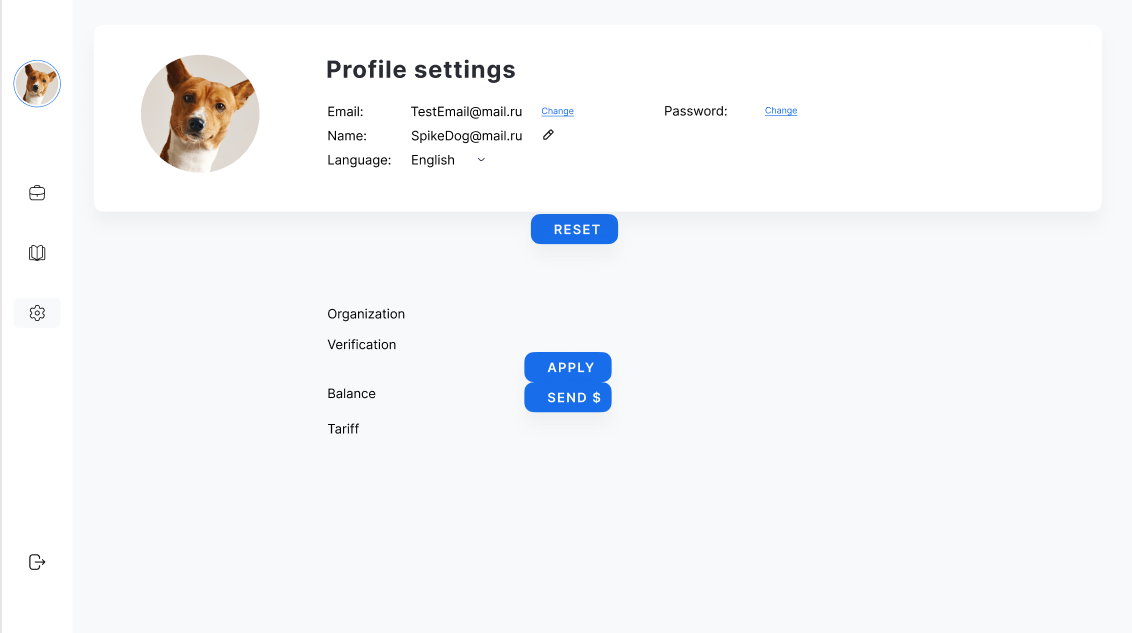 Profile settings
Email: TestEmail@mail.ru Change Password: Change
Name: SpikeDog@mail.ru
Language: English
RESET
Organization
Verification
APPLY
Balance
SEND $
Tariff